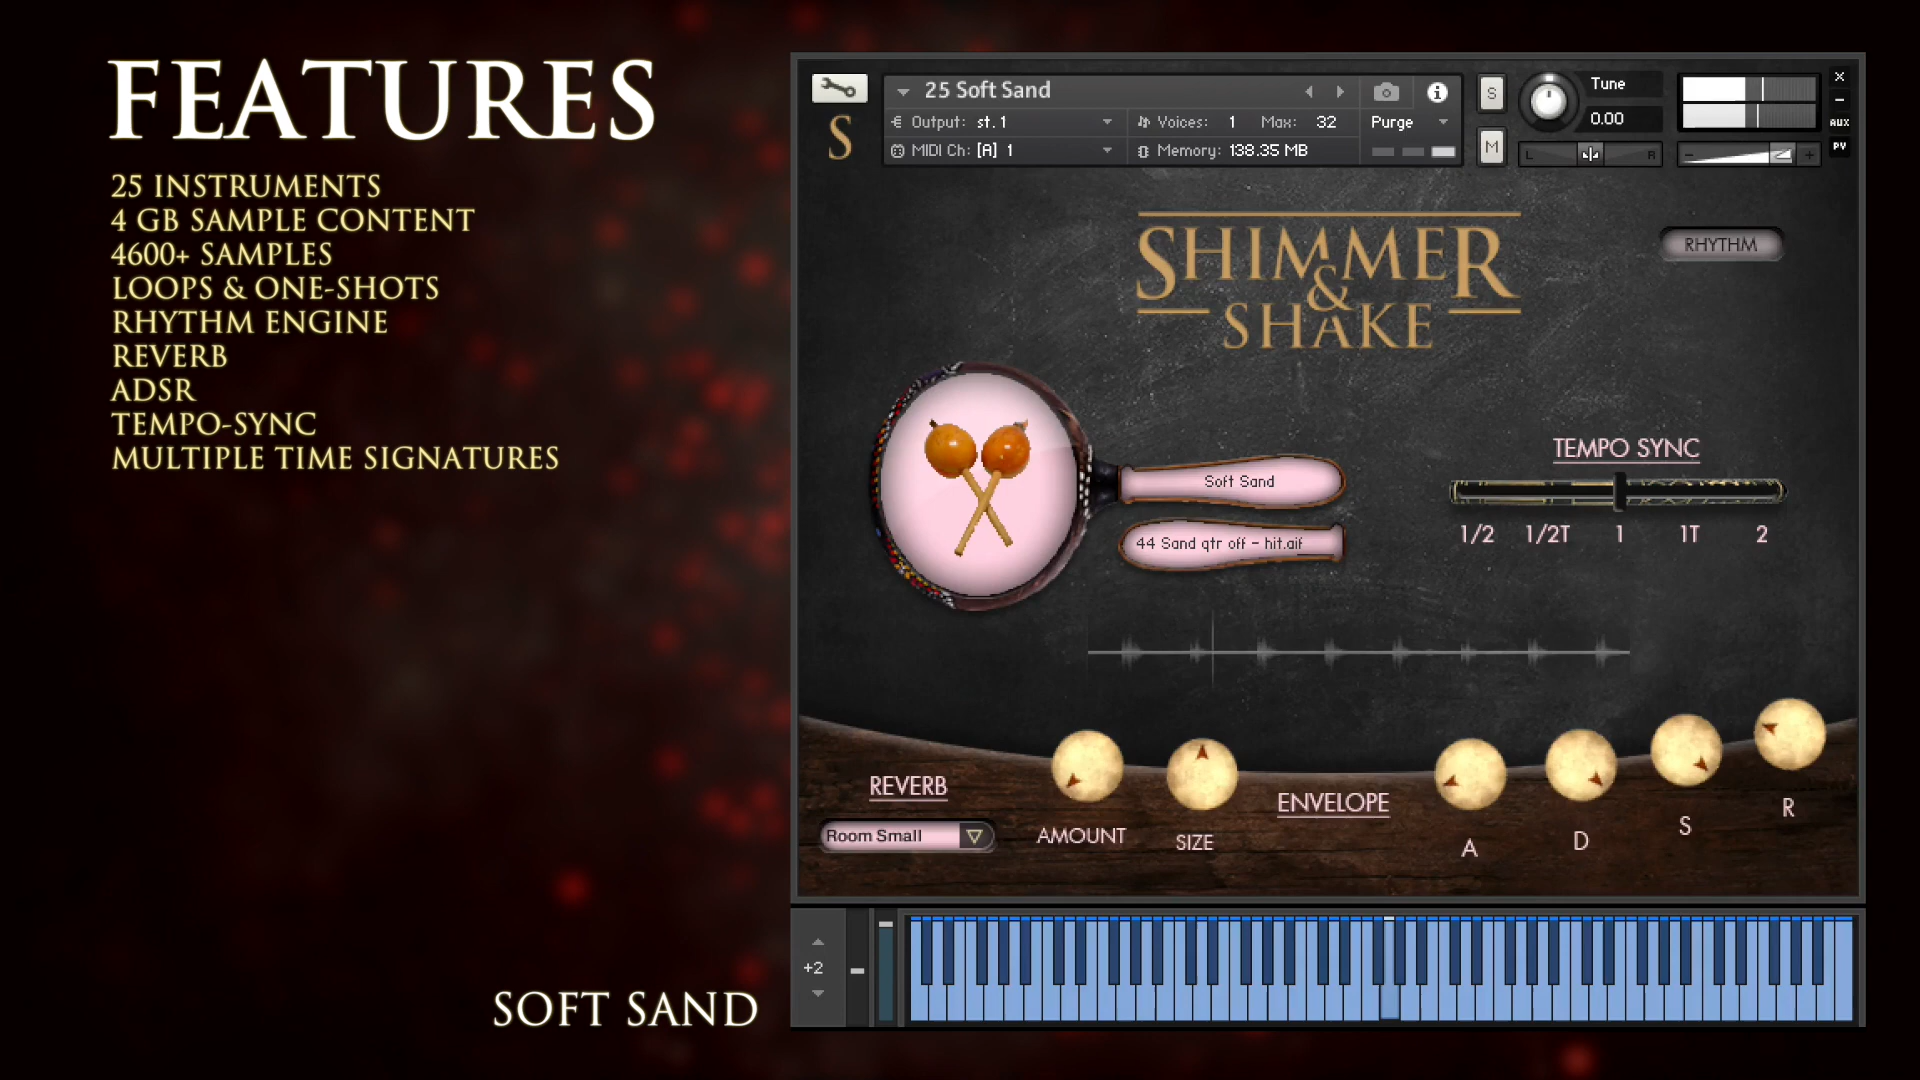 FEATURES
25 INSTRUMENTS
4 GB SAMPLE CONTENT
4600+ SAMPLES
LOOPS & ONE-SHOTS
RHYTHM ENGINE
REVERB
ADSR
TEMPO-SYNC
MULTIPLE TIME SIGNATURES
SOFT SAND
S
25 Soft Sand
Output: st.1
Voices: 1 Max: 32
Purge
MIDI Ch: [A] 1
Memory: 138.35 MB
S
M
Tune
0.00
L R
- +
X
-
AUX
PV
SHIMMER
&
SHAKE
RHYTHM
Soft Sand
44 Sand qtr off - hit.aif
TEMPO SYNC
1/2 1/2T 1 1T 2
REVERB
Room Small
AMOUNT
SIZE
ENVELOPE
A
D
S
R
+2